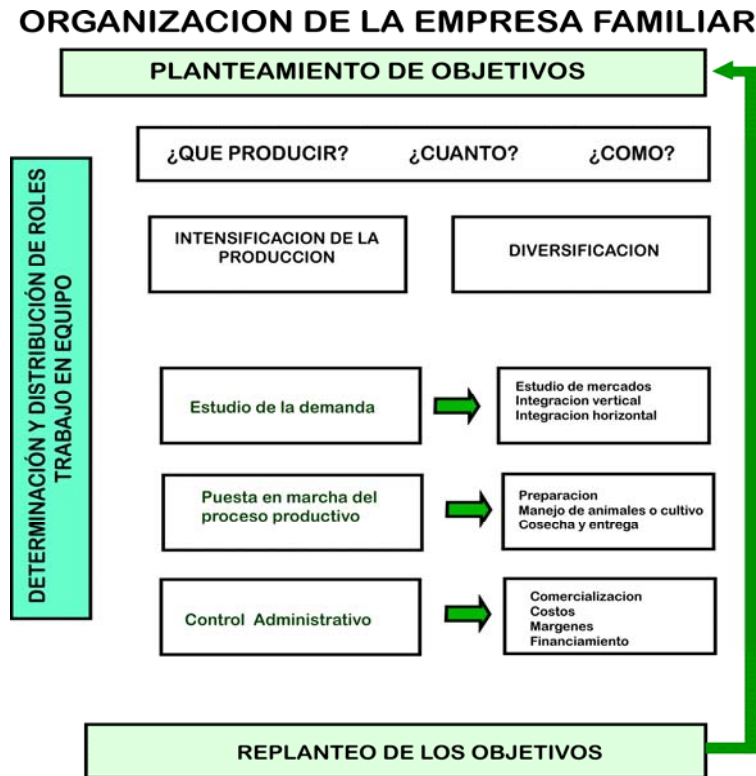 ORGANIZACION DE LA EMPRESA FAMILIAR
PLANTEAMIENTO DE OBJETIVOS
¿QUE PRODUCIR? ¿CUANTO? ¿COMO?
DETERMINACIÓN Y DISTRIBUCIÓN DE ROLES
TRABAJO EN EQUIPO
INTENSIFICACION DE LA
PRODUCCION
DIVERSIFICACION
Estudio de la demanda
Estudio de mercados
Integracion vertical
Integracion horizontal
Puesta en marcha del
proceso productivo
Preparacion
Manejo de animales o cultivo
Cosecha y entrega
Control Administrativo
Comercializacion
Costos
Margenes
Financiamiento
REPLANTEO DE LOS OBJETIVOS